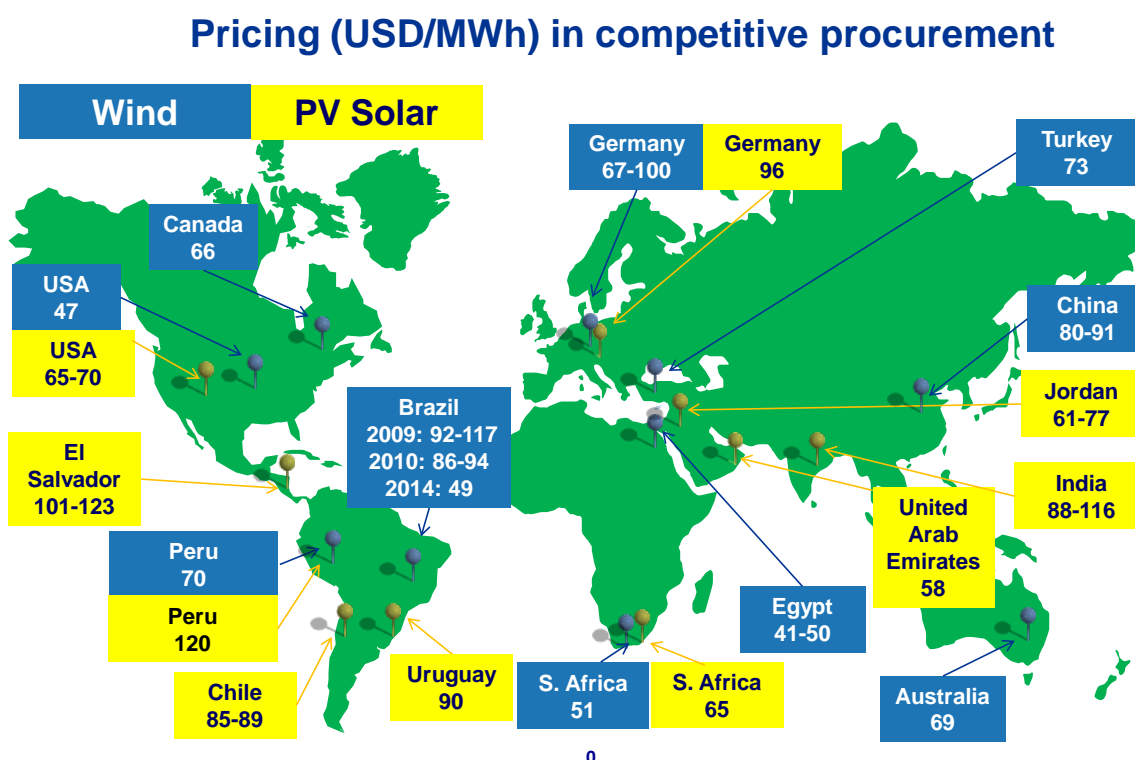 Pricing (USD/MWh) in competitive procurement
Wind
PV Solar
Germany
67-100
Germany
96
Turkey
73
Canada
66
USA
47
USA
65-70
China
80-91
Jordan
61-77
Brazil
2009: 92-117
2010: 86-94
2014: 49
El
Salvador
101-123
India
88-116
United
Arab
Emirates
58
Peru
70
Peru
120
Egypt
41-50
Chile
85-89
Uruguay
90
S. Africa
51
S. Africa
65
Australia
69
0